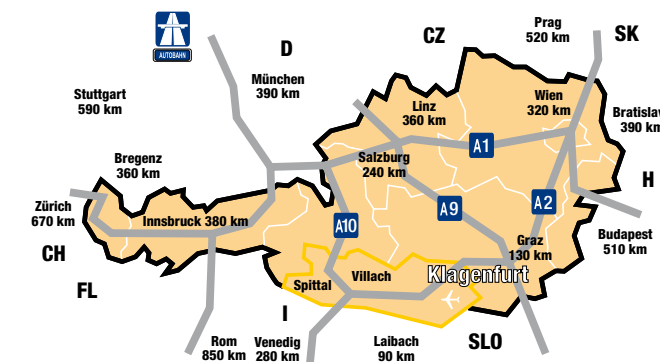 AUTOBAHN
D
CZ
Prag
520 km
SK
Stuttgart
590 km
München
390 km
Linz
360 km
Wien
320 km
Bratislav
390 km
Bregenz
360 km
Salzburg
240 km
A1
H
Zürich
670 km
Innsbruck 380 km
A10
A9
A2
Budapest
510 km
CH
FL
Graz
130 km
Spittal
Villach
Klagenfurt
I
Rom
850 km
Venedig
280 km
Laibach
90 km
SLO